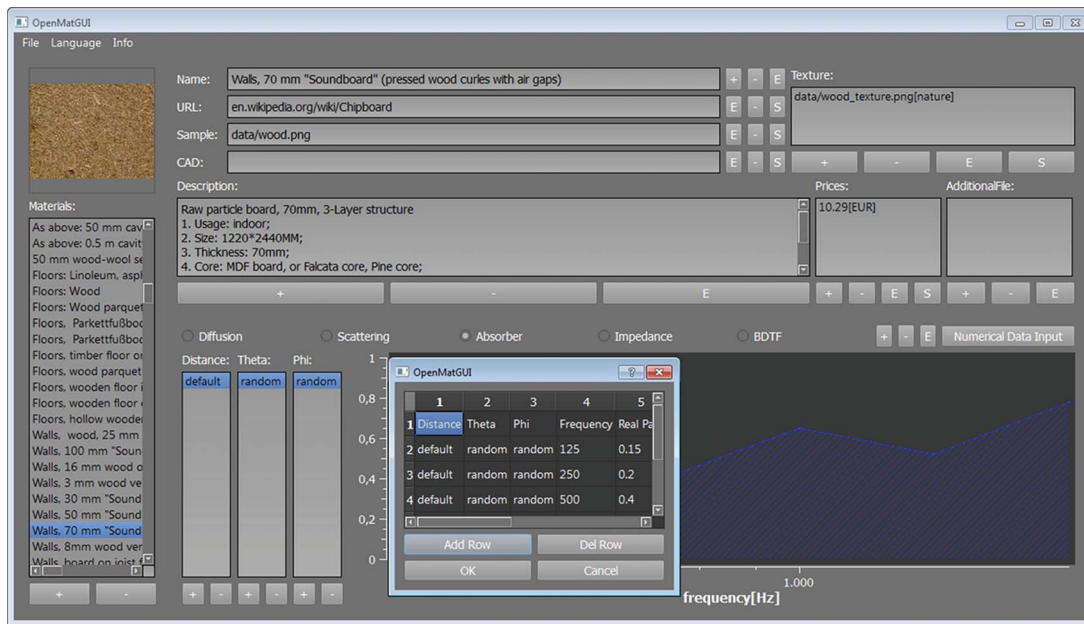 OpenMatGUI
File Language Info
Name: Walls, 70 mm "Soundboard" (pressed wood curles with air gaps) + - E
URL: en.wikipedia.org/wiki/Chipboard E - S
Sample: data/wood.png E - S
CAD: E - S
Texture:
data/wood_texture.png[nature]
+ - E S
Description:
Raw particle board, 70mm, 3-Layer structure
1. Usage: indoor;
2. Size: 1220*2440MM;
3. Thickness: 70mm;
4. Core: MDF board, or Falcata core, Pine core;
+ - E
Prices:
10.29[EUR]
+ - E S
AdditionalFile:
+ - E
Materials:
As above: 50 mm cav
As above: 0.5 m cavit
50 mm wood-wool se
Floors: Linoleum, asph
Floors: Wood
Floors: Wood parquet
Floors, Parkettfußboc
Floors, Parkettfußboc
Floors, timber floor or
Floors, wood parquet
Floors, wooden floor i
Floors, wooden floor
Floors, hollow wooder
Walls, wood, 25 mm
Walls, 100 mm "Soun
Walls, 16 mm wood o
Walls, 3 mm wood ve
Walls, 30 mm "Sound
Walls, 50 mm "Sound
Walls, 70 mm "Sound
Walls, 8mm wood ver
Walls, board on joist f
+ -
Diffusion Scattering Absorber Impedance BDTF + - E Numerical Data Input
Distance: Theta: Phi:
default random random
+ - + - + -
1
0,8
0,6
0,4
0,2
0
1.000
frequency[Hz]
OpenMatGUI
1 2 3 4 5
1 Distance Theta Phi Frequency Real Pa
2 default random random 125 0.15
3 default random random 250 0.2
4 default random random 500 0.4
Add Row Del Row
OK Cancel